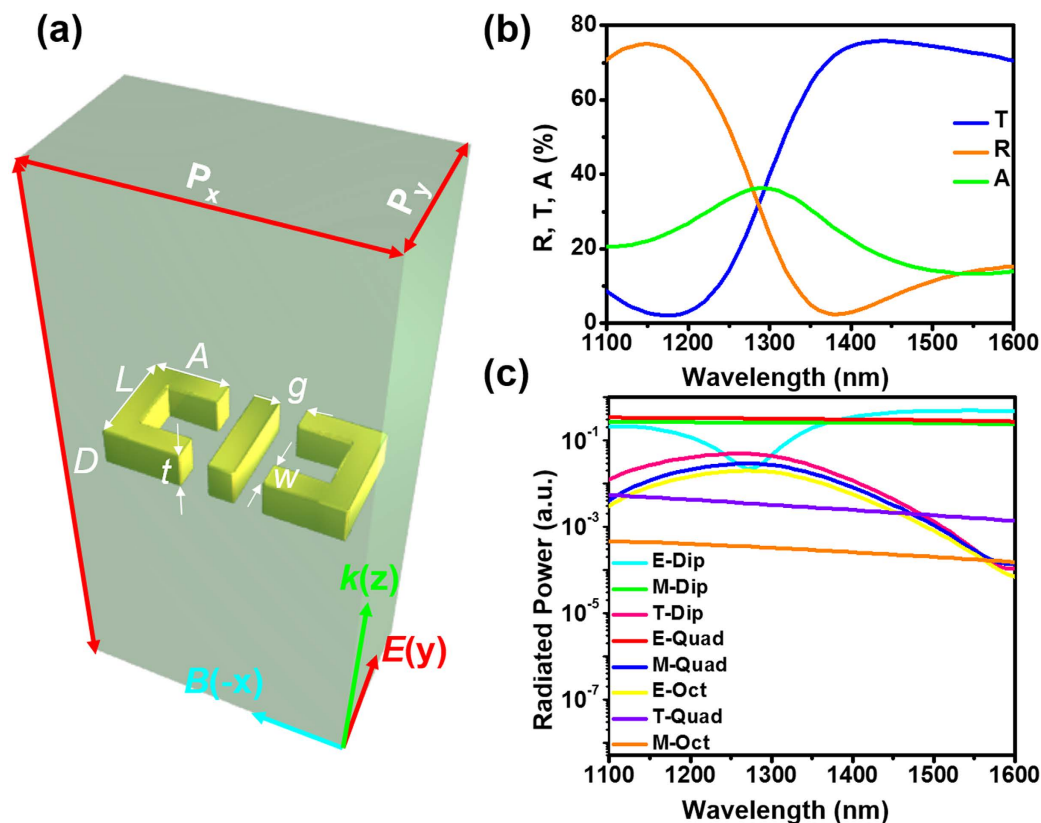 (a)
P_x
P_y
A
L
g
D
t
w
k(z)
E(y)
B(-x)
(b)
80
60
40
20
0
R, T, A (%)
T
R
A
1100 1200 1300 1400 1500 1600
Wavelength (nm)
(c)
10^-1
10^-3
10^-5
10^-7
Radiated Power (a.u.)
E-Dip
M-Dip
T-Dip
E-Quad
M-Quad
E-Oct
T-Quad
M-Oct
1100 1200 1300 1400 1500 1600
Wavelength (nm)